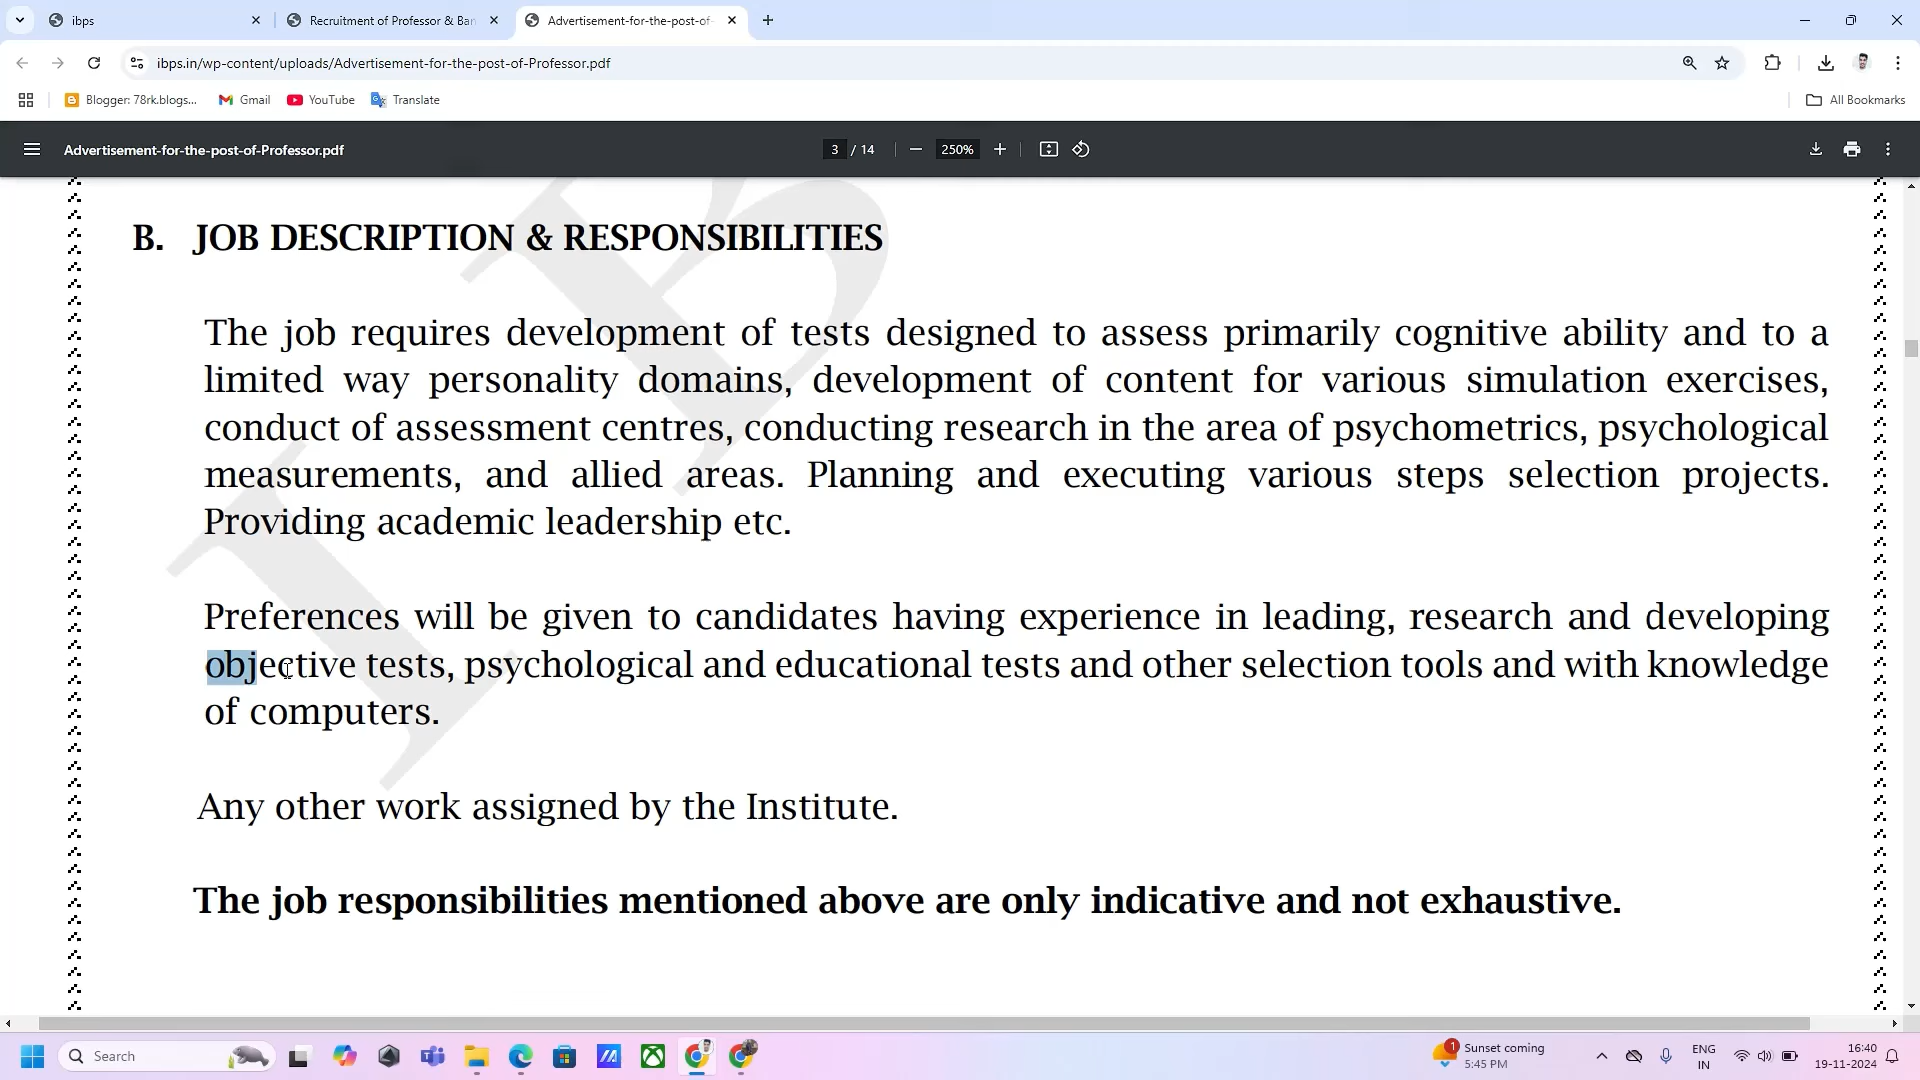 ibps
Recruitment of Professor & Ban
Advertisement-for-the-post-of-
ibps.in/wp-content/uploads/Advertisement-for-the-post-of-Professor.pdf
Blogger: 78rk.blogs...
Gmail
YouTube
Translate
All Bookmarks
Advertisement-for-the-post-of-Professor.pdf
3 / 14
250%
B. JOB DESCRIPTION & RESPONSIBILITIES
The job requires development of tests designed to assess primarily cognitive ability and to a
limited way personality domains, development of content for various simulation exercises,
conduct of assessment centres, conducting research in the area of psychometrics, psychological
measurements, and allied areas. Planning and executing various steps selection projects.
Providing academic leadership etc.
Preferences will be given to candidates having experience in leading, research and developing
objective tests, psychological and educational tests and other selection tools and with knowledge
of computers.
Any other work assigned by the Institute.
The job responsibilities mentioned above are only indicative and not exhaustive.
Search
1
Sunset coming
5:45 PM
ENG
IN
16:40
19-11-2024